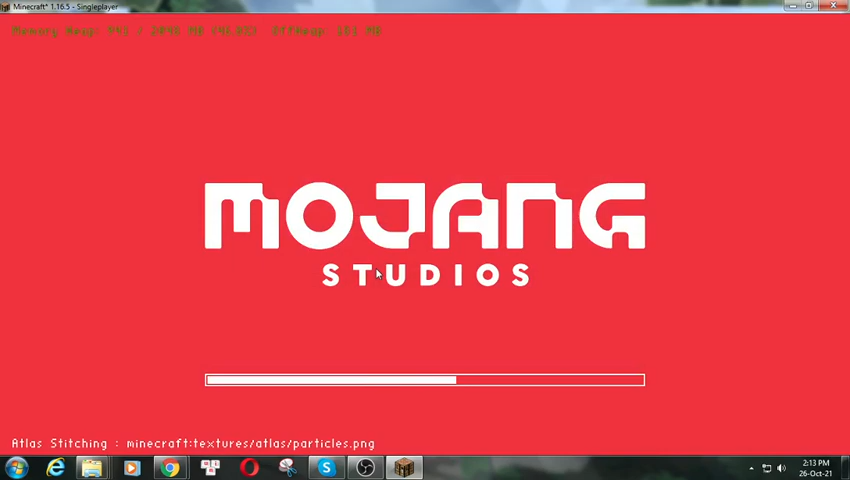 Minecraft* 1.16.5 - Singleplayer
MOJANG
STUDIOS
Atlas Stitching : minecraft:textures/atlas/particles.png
2:13 PM
26-Oct-21